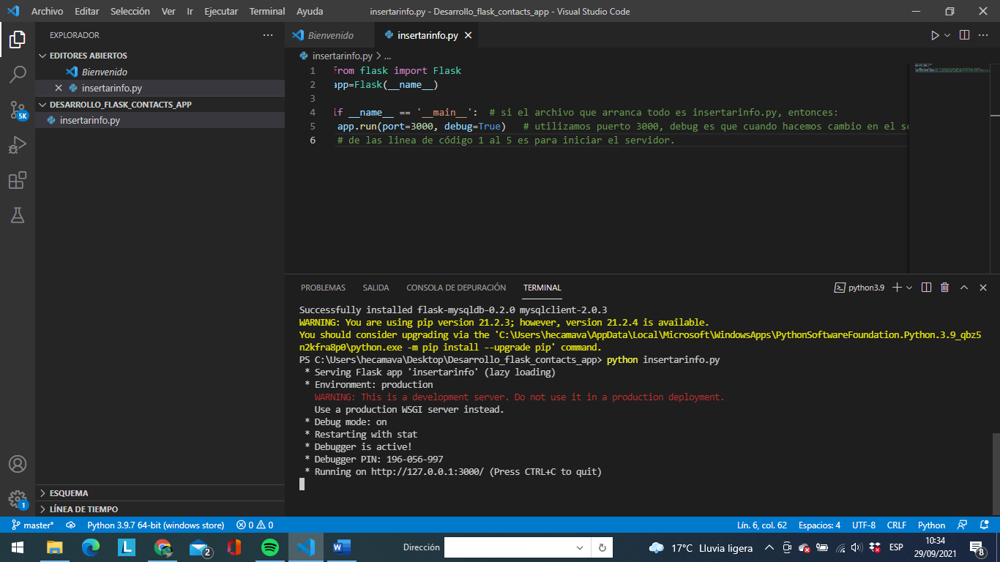 Archivo Editar Selección Ver Ir Ejecutar Terminal Ayuda insertarinfo.py - Desarrollo_flask_contacts_app - Visual Studio Code
EXPLORADOR
EDITORES ABIERTOS
Bienvenido
insertarinfo.py
DESARROLLO_FLASK_CONTACTS_APP
insertarinfo.py
5K
ESQUEMA
LÍNEA DE TIEMPO
1
Bienvenido insertarinfo.py
insertarinfo.py > ...
1 from flask import Flask
2 app=Flask(__name__)
3
4 if __name__ == '__main__': # si el archivo que arranca todo es insertarinfo.py, entonces:
5 app.run(port=3000, debug=True) # utilizamos puerto 3000, debug es que cuando hacemos cambio en el se
6 # de las linea de código 1 al 5 es para iniciar el servidor.
PROBLEMAS SALIDA CONSOLA DE DEPURACIÓN TERMINAL python3.9
Successfully installed flask-mysqldb-0.2.0 mysqlclient-2.0.3
WARNING: You are using pip version 21.2.3; however, version 21.2.4 is available.
You should consider upgrading via the 'C:\Users\hecamava\AppData\Local\Microsoft\WindowsApps\PythonSoftwareFoundation.Python.3.9_qbz5
n2kfra8p0\python.exe -m pip install --upgrade pip' command.
PS C:\Users\hecamava\Desktop\Desarrollo_flask_contacts_app> python insertarinfo.py
* Serving Flask app 'insertarinfo' (lazy loading)
* Environment: production
WARNING: This is a development server. Do not use it in a production deployment.
Use a production WSGI server instead.
* Debug mode: on
* Restarting with stat
* Debugger is active!
* Debugger PIN: 196-056-997
* Running on http://127.0.0.1:3000/ (Press CTRL+C to quit)
master* Python 3.9.7 64-bit (windows store) 0 0 Lín. 6, col. 62 Espacios: 4 UTF-8 CRLF Python
2 Dirección 17°C Lluvia ligera ESP 10:34
29/09/2021 8